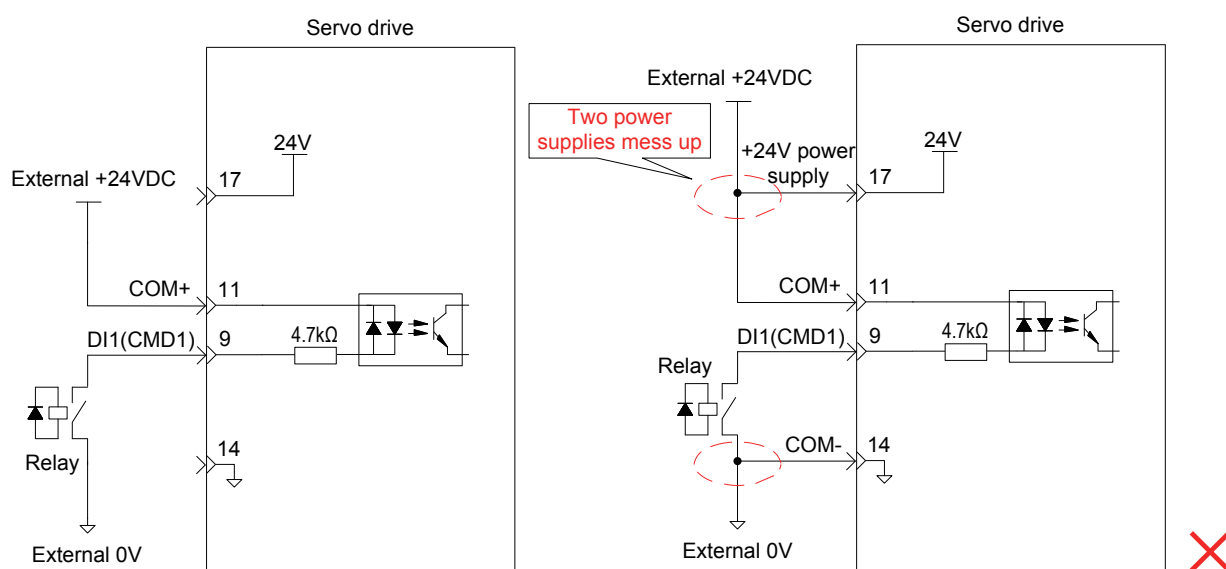 Servo drive
24V
External +24VDC
17
COM+
11
DI1(CMD1)
9
4.7kΩ
Relay
14
External 0V
Servo drive
External +24VDC
Two power
supplies mess up
+24V power
supply
24V
17
COM+
11
DI1(CMD1)
9
4.7kΩ
Relay
COM-
14
External 0V